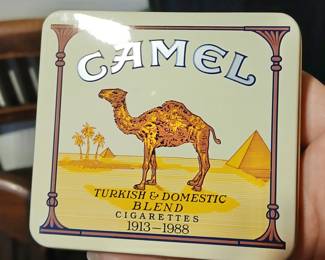 CAMEL
TURKISH & DOMESTIC
BLEND
CIGARETTES
1913-1988